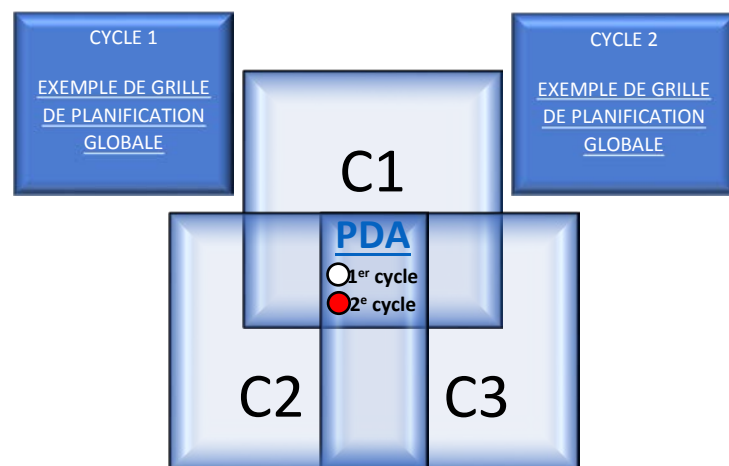 CYCLE 1
EXEMPLE DE GRILLE
DE PLANIFICATION
GLOBALE
CYCLE 2
EXEMPLE DE GRILLE
DE PLANIFICATION
GLOBALE
C1
PDA
1er cycle
2e cycle
C2
C3